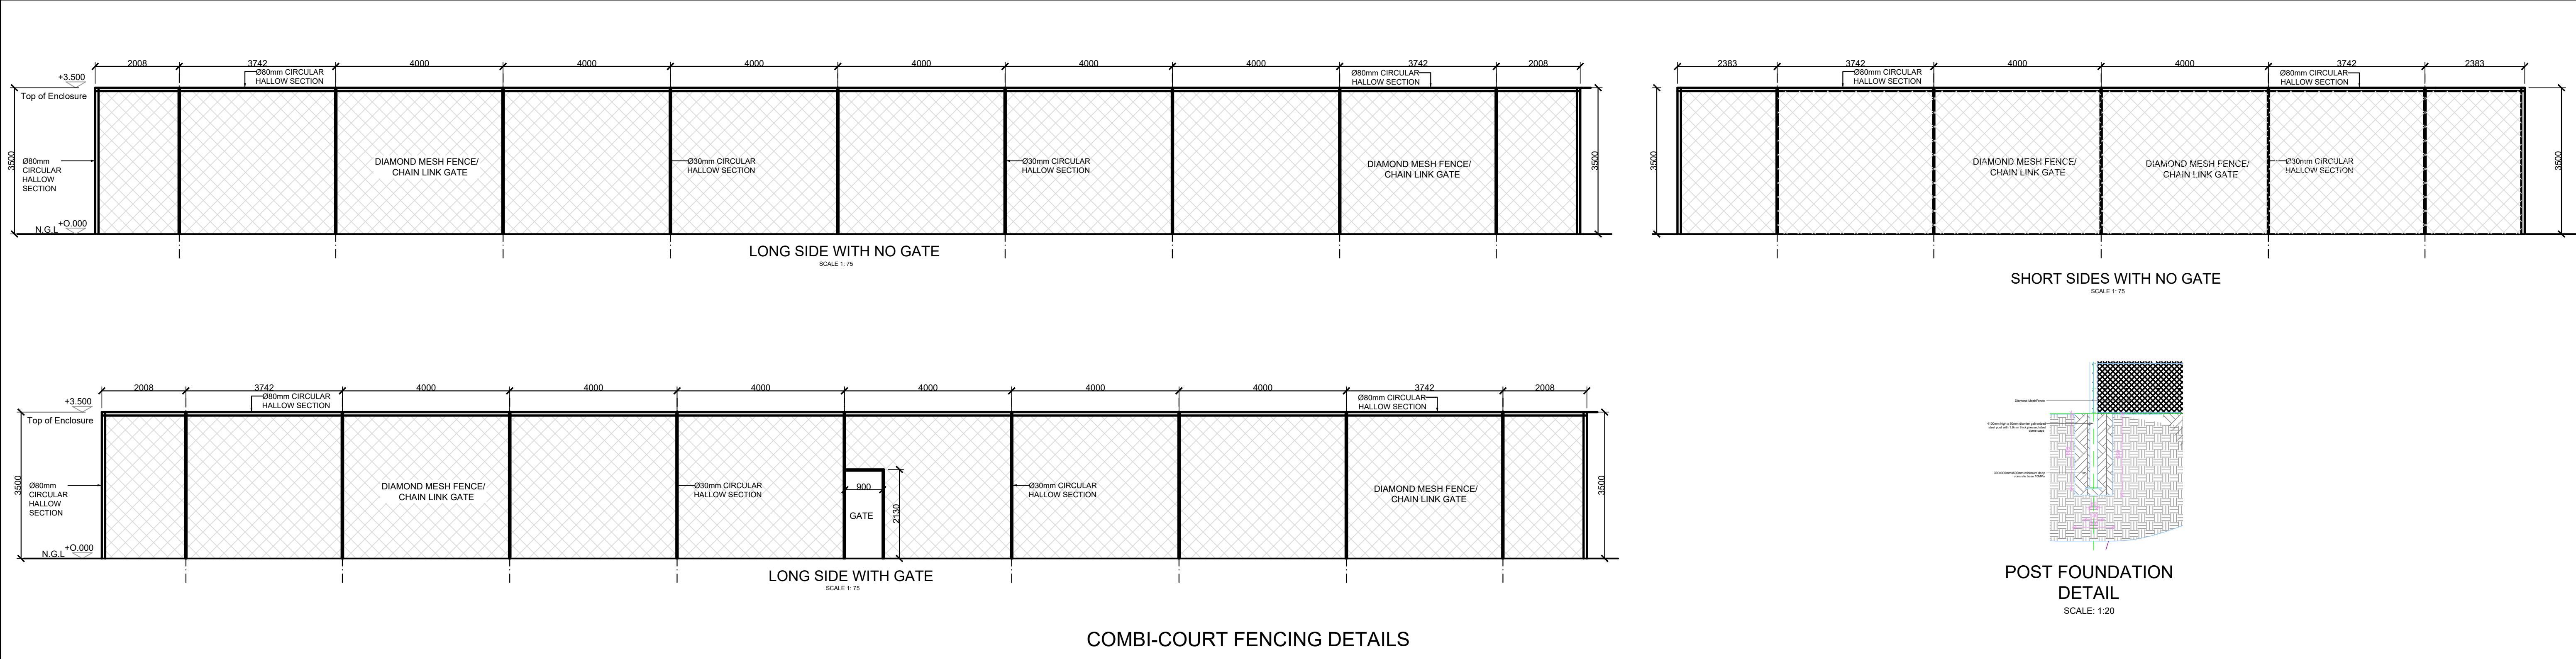 2008 3742 4000 4000 4000 4000 4000 4000 3742 2008
+3.500
Top of Enclosure
Ø80mm CIRCULAR
HALLOW SECTION
Ø80mm CIRCULAR
HALLOW SECTION
3500
Ø80mm
CIRCULAR
HALLOW
SECTION
DIAMOND MESH FENCE/
CHAIN LINK GATE
Ø30mm CIRCULAR
HALLOW SECTION
Ø30mm CIRCULAR
HALLOW SECTION
DIAMOND MESH FENCE/
CHAIN LINK GATE
3500
+O.000
N.G.L
LONG SIDE WITH NO GATE
SCALE 1: 75
2383 3742 4000 4000 3742 2383
Ø80mm CIRCULAR
HALLOW SECTION
Ø80mm CIRCULAR
HALLOW SECTION
3500
DIAMOND MESH FENCE/
CHAIN LINK GATE
DIAMOND MESH FENCE/
CHAIN LINK GATE
Ø30mm CIRCULAR
HALLOW SECTION
3500
SHORT SIDES WITH NO GATE
SCALE 1: 75
2008 3742 4000 4000 4000 4000 4000 4000 3742 2008
+3.500
Top of Enclosure
Ø80mm CIRCULAR
HALLOW SECTION
Ø80mm CIRCULAR
HALLOW SECTION
3500
Ø80mm
CIRCULAR
HALLOW
SECTION
DIAMOND MESH FENCE/
CHAIN LINK GATE
Ø30mm CIRCULAR
HALLOW SECTION
900
GATE
2130
Ø30mm CIRCULAR
HALLOW SECTION
DIAMOND MESH FENCE/
CHAIN LINK GATE
3500
+O.000
N.G.L
LONG SIDE WITH GATE
SCALE 1: 75
Diamond Mesh Fence
POST FOUNDATION
DETAIL
SCALE: 1:20
COMBI-COURT FENCING DETAILS